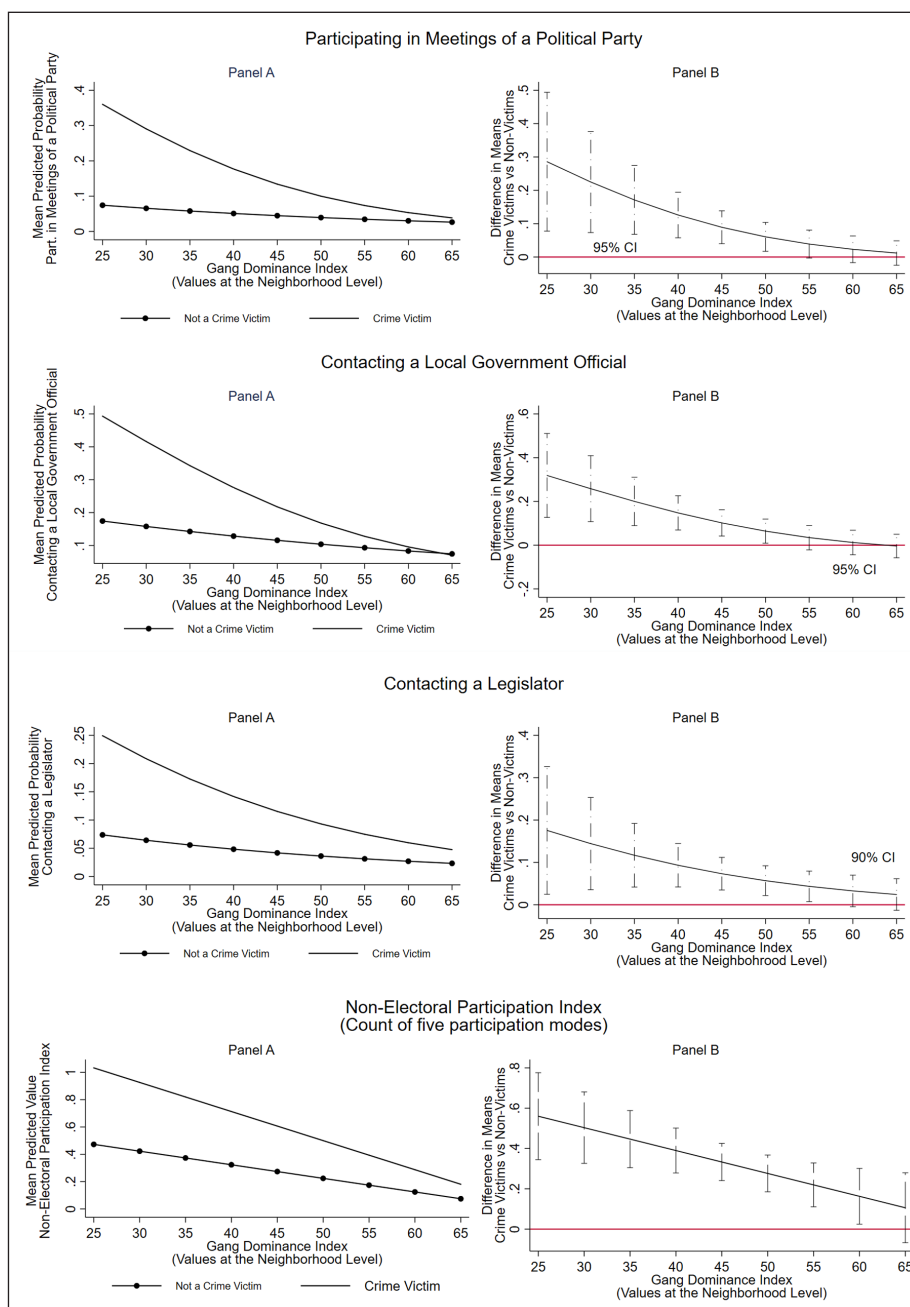 Participating in Meetings of a Political Party
Panel A
Mean Predicted Probability
Part. in Meetings of a Political Party
.4
.3
.2
.1
0
25 30 35 40 45 50 55 60 65
Gang Dominance Index
(Values at the Neighborhood Level)
Not a Crime Victim Crime Victim
Panel B
Difference in Means
Crime Victims vs Non-Victims
.5
.4
.3
.2
.1
0
95% CI
25 30 35 40 45 50 55 60 65
Gang Dominance Index
(Values at the Neighborhood Level)
Contacting a Local Government Official
Panel A
Mean Predicted Probability
Contacting a Local Government Official
.5
.4
.3
.2
.1
25 30 35 40 45 50 55 60 65
Gang Dominance Index
(Values at the Neighborhood Level)
Not a Crime Victim Crime Victim
Panel B
Difference in Means
Crime Victims vs Non-Victims
.6
.4
.2
0
-.2
95% CI
25 30 35 40 45 50 55 60 65
Gang Dominance Index
(Values at the Neighborhood Level)
Contacting a Legislator
Panel A
Mean Predicted Probability
Contacting a Legislator
.25
.2
.15
.1
.05
0
25 30 35 40 45 50 55 60 65
Gang Dominance Index
(Values at the Neighborhood Level)
Not a Crime Victim Crime Victim
Panel B
Difference in Means
Crime Victims vs Non-Victims
.4
.3
.2
.1
0
90% CI
25 30 35 40 45 50 55 60 65
Gang Dominance Index
(Values at the Neighbohrood Level)
Non-Electoral Participation Index
(Count of five participation modes)
Panel A
Mean Predicted Value
Non-Electoral Participation Index
1
.8
.6
.4
.2
0
25 30 35 40 45 50 55 60 65
Gang Dominance Index
(Values at the Neighborhood Level)
Not a Crime Victim Crime Victim
Panel B
Difference in Means
Crime Victims vs Non-Victims
.8
.6
.4
.2
0
25 30 35 40 45 50 55 60 65
Gang Dominance Index
(Values at the Neighborhood Level)